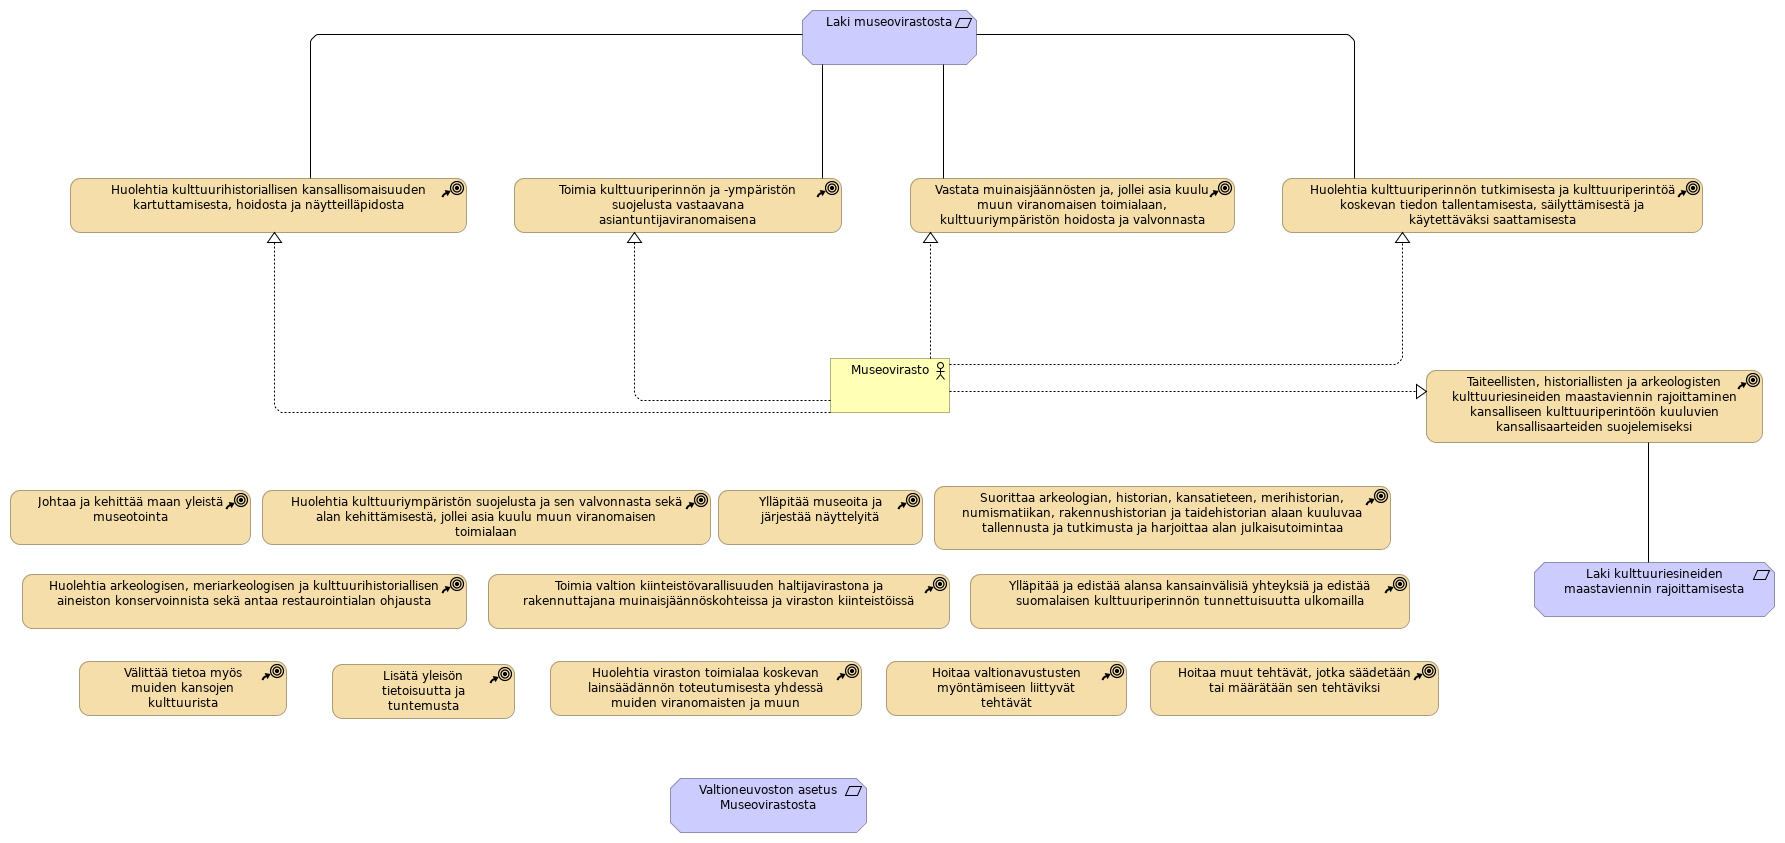 Laki museovirastosta
Huolehtia kulttuurihistoriallisen kansallisomaisuuden
kartuttamisesta, hoidosta ja näytteilläpidosta
Toimia kulttuuriperinnön ja -ympäristön
suojelusta vastaavana
asiantuntijaviranomaisena
Vastata muinaisjäännösten ja, jollei asia kuulu
muun viranomaisen toimialaan,
kulttuuriympäristön hoidosta ja valvonnasta
Huolehtia kulttuuriperinnön tutkimisesta ja kulttuuriperintöä
koskevan tiedon tallentamisesta, säilyttämisestä ja
käytettäväksi saattamisesta
Museovirasto
Taiteellisten, historiallisten ja arkeologisten
kulttuuriesineiden maastaviennin rajoittaminen
kansalliseen kulttuuriperintöön kuuluvien
kansallisaarteiden suojelemiseksi
Johtaa ja kehittää maan yleistä
museotointa
Huolehtia kulttuuriympäristön suojelusta ja sen valvonnasta sekä
alan kehittämisestä, jollei asia kuulu muun viranomaisen
toimialaan
Ylläpitää museoita ja
järjestää näyttelyitä
Suorittaa arkeologian, historian, kansatieteen, merihistorian,
numismatiikan, rakennushistorian ja taidehistorian alaan kuuluvaa
tallennusta ja tutkimusta ja harjoittaa alan julkaisutoimintaa
Huolehtia arkeologisen, meriarkeologisen ja kulttuurihistoriallisen
aineiston konservoinnista sekä antaa restaurointialan ohjausta
Toimia valtion kiinteistövarallisuuden haltijavirastona ja
rakennuttajana muinaisjäännöskohteissa ja viraston kiinteistöissä
Ylläpitää ja edistää alansa kansainvälisiä yhteyksiä ja edistää
suomalaisen kulttuuriperinnön tunnettuisuutta ulkomailla
Laki kulttuuriesineiden
maastaviennin rajoittamisesta
Välittää tietoa myös
muiden kansojen
kulttuurista
Lisätä yleisön
tietoisuutta ja
tuntemusta
Huolehtia viraston toimialaa koskevan
lainsäädännön toteutumisesta yhdessä
muiden viranomaisten ja muun
Hoitaa valtionavustusten
myöntämiseen liittyvät
tehtävät
Hoitaa muut tehtävät, jotka säädetään
tai määrätään sen tehtäviksi
Valtioneuvoston asetus
Museovirastosta